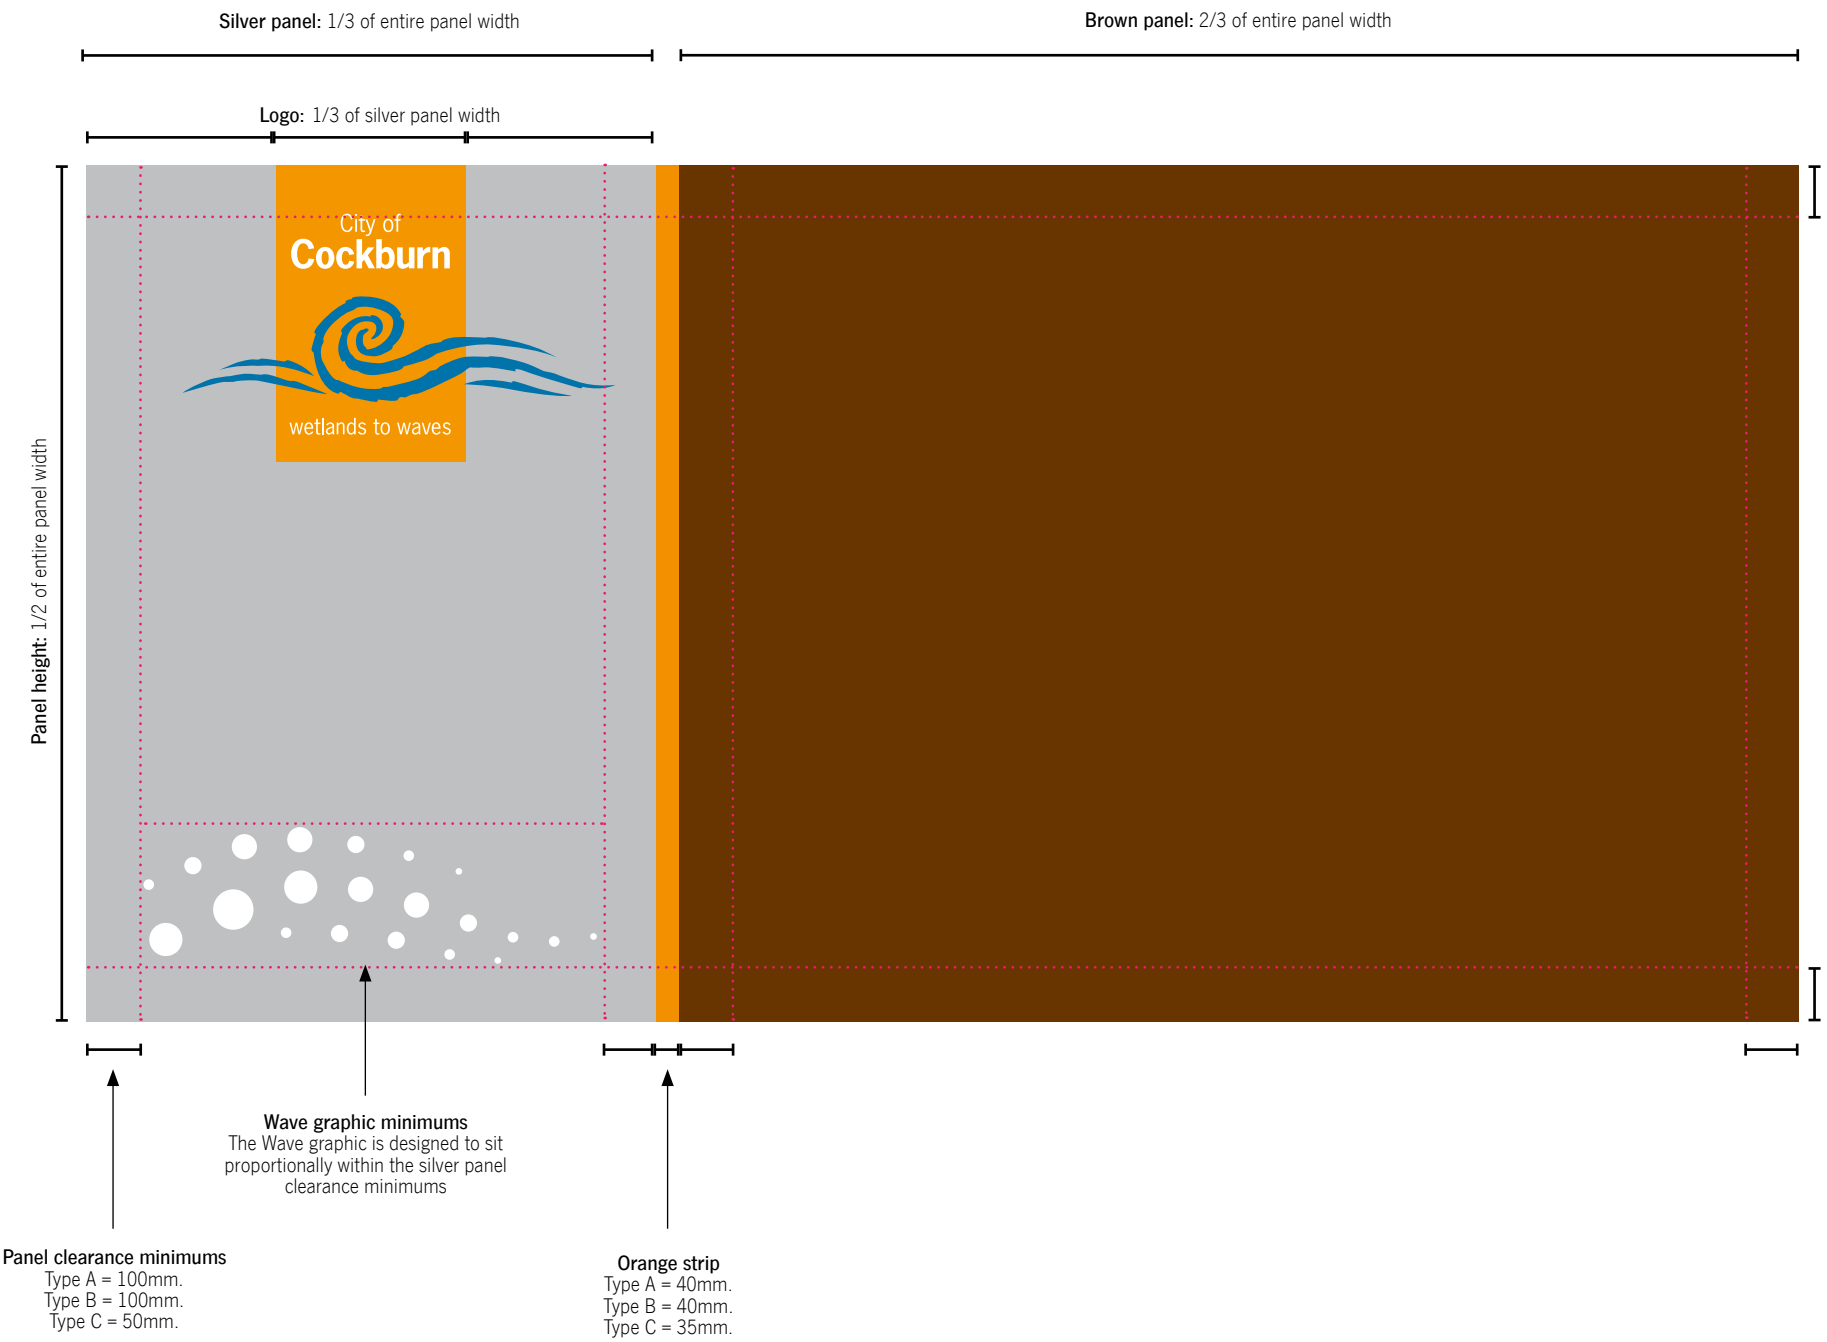 Silver panel: 1/3 of entire panel width
Brown panel: 2/3 of entire panel width
Logo: 1/3 of silver panel width
Panel height: 1/2 of entire panel width
City of
Cockburn
wetlands to waves
Wave graphic minimums
The Wave graphic is designed to sit
proportionally within the silver panel
clearance minimums
Panel clearance minimums
Type A = 100mm.
Type B = 100mm.
Type C = 50mm.
Orange strip
Type A = 40mm.
Type B = 40mm.
Type C = 35mm.